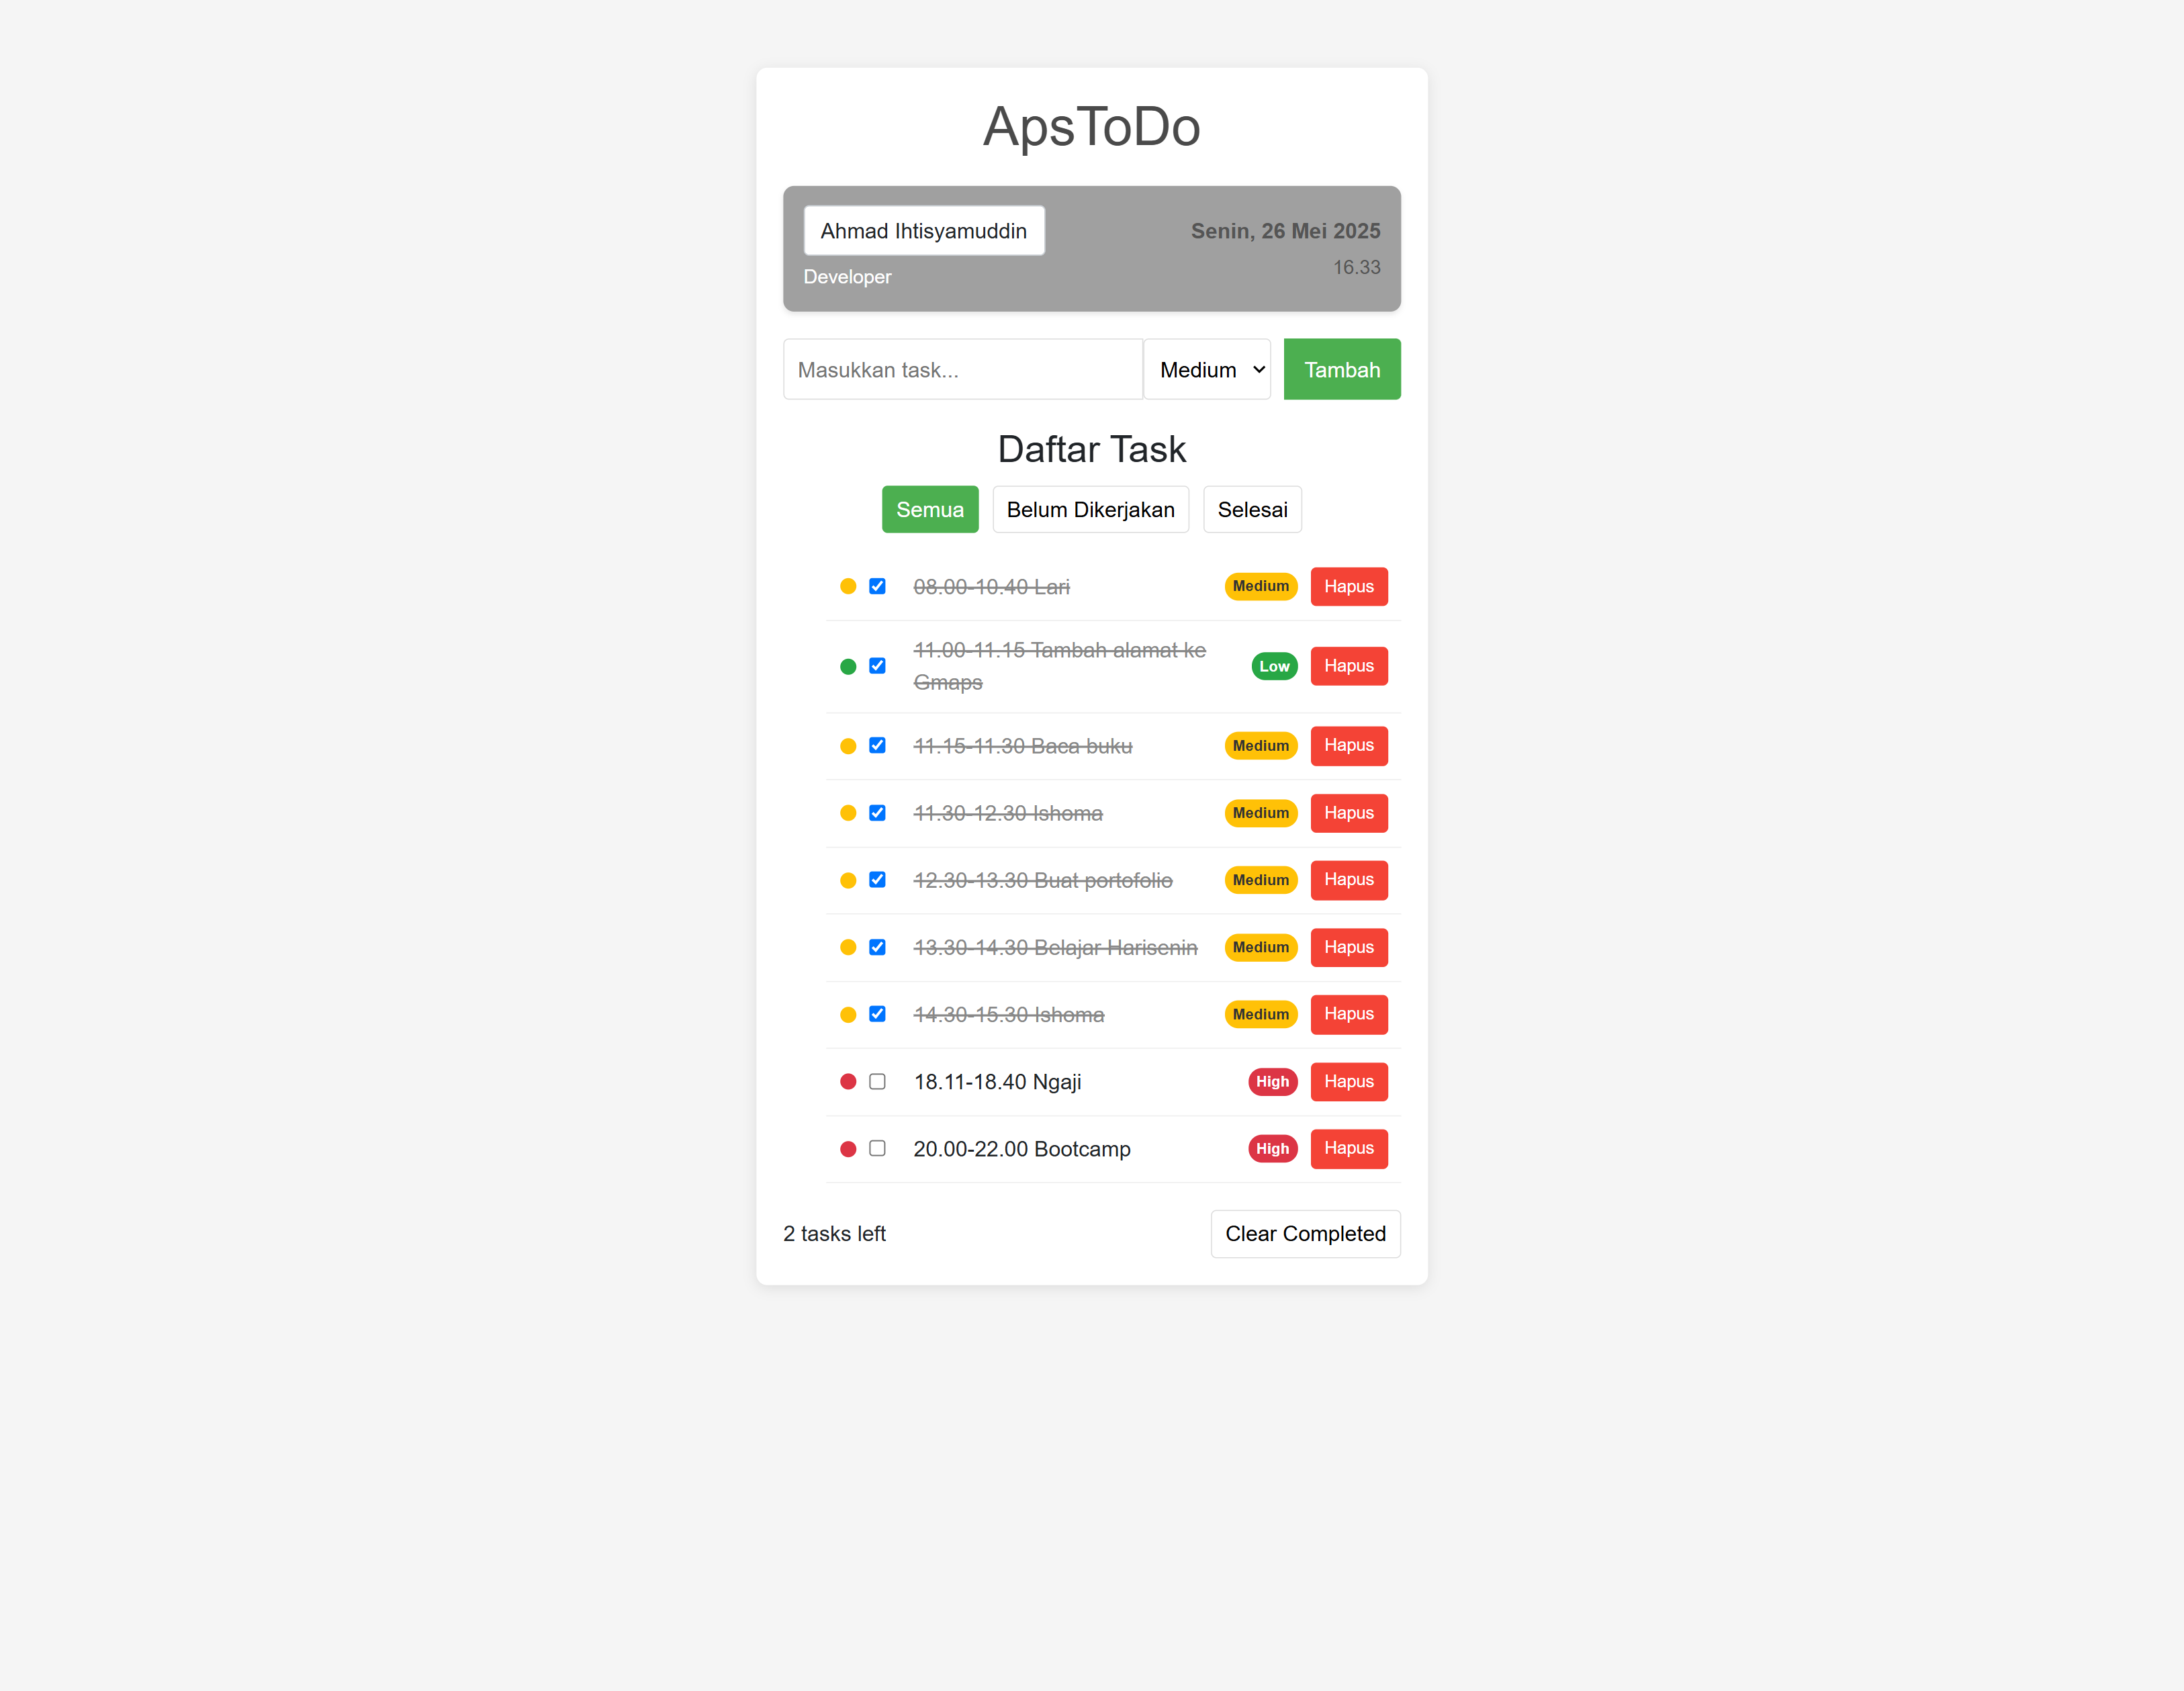 ApsToDo
Ahmad Ihtisyamuddin
Senin, 26 Mei 2025
Developer
16.33
Masukkan task...
Medium
Tambah
Daftar Task
Semua
Belum Dikerjakan
Selesai
08.00-10.40 Lari
Medium
Hapus
11.00-11.15 Tambah alamat ke
Gmaps
Low
Hapus
11.15-11.30 Baca buku
Medium
Hapus
11.30-12.30 Ishoma
Medium
Hapus
12.30-13.30 Buat portofolio
Medium
Hapus
13.30-14.30 Belajar Harisenin
Medium
Hapus
14.30-15.30 Ishoma
Medium
Hapus
18.11-18.40 Ngaji
High
Hapus
20.00-22.00 Bootcamp
High
Hapus
2 tasks left
Clear Completed